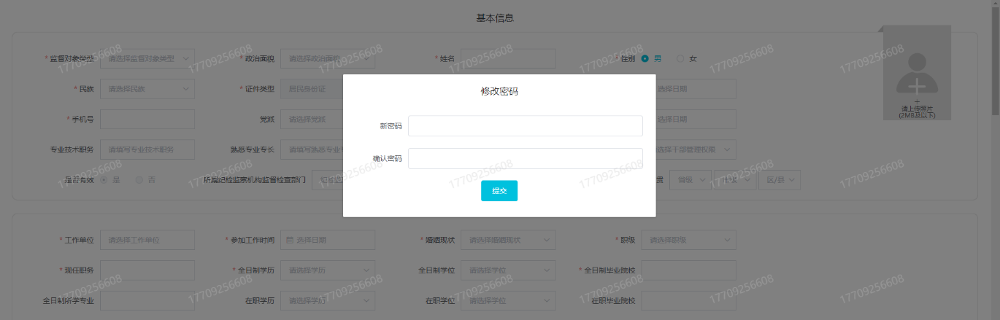 基本信息
* 监督对象类型 请选择监督对象类型 * 政治面貌 请选择政治面貌 * 姓名 * 性别 男 女
* 民族 请选择民族 * 证件类型 居民身份证 选择日期
* 手机号 党派 请选择党派 选择日期
专业技术职务 请填写专业技术职务 熟悉专业专长 请填写熟悉专业 选择干部管理权限
是否有效 是 否 所属纪检监察机构监督检查部门 省级 区/县
+
请上传照片
(2MB及以下)
修改密码
新密码
确认密码
提交
* 工作单位 请选择工作单位 * 参加工作时间 选择日期 * 婚姻现状 请选择婚姻现状 * 职级 请选择职级
* 现任职务 * 全日制学历 请选择学历 全日制学位 请选择学位 * 全日制毕业院校
全日制所学专业 在职学历 请选择学历 在职学位 请选择学位 在职毕业院校
17709256608